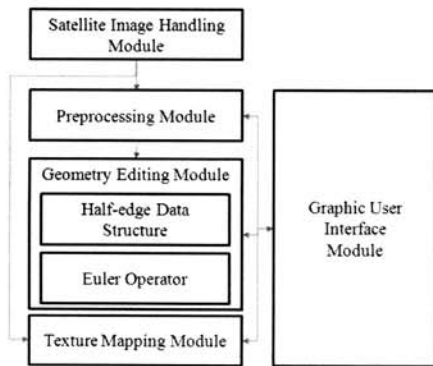 Satellite Image Handling
Module
Preprocessing Module
Geometry Editing Module
Half-edge Data
Structure
Euler Operator
Texture Mapping Module
Graphic User
Interface
Module